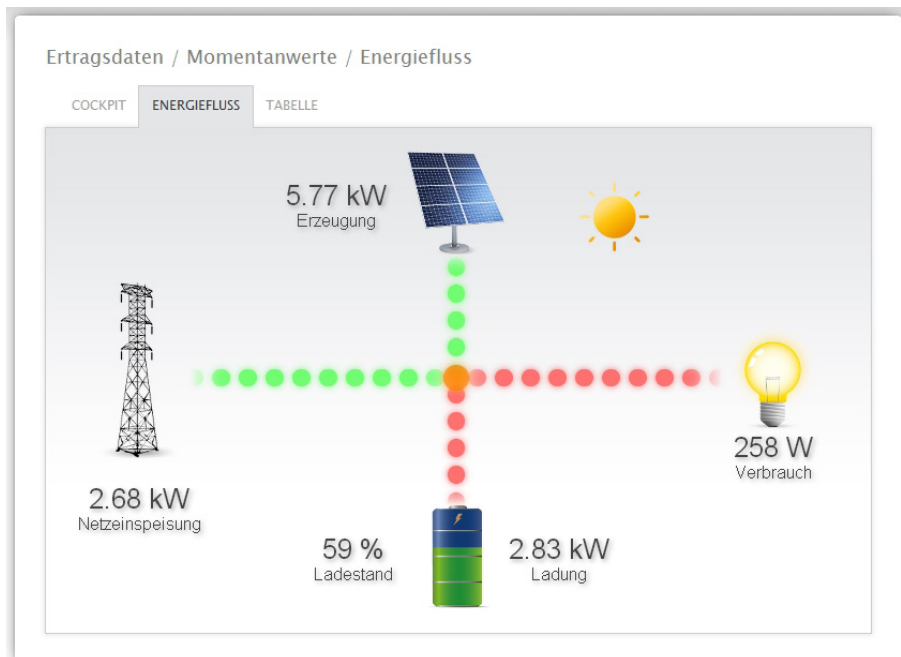 Ertragsdaten / Momentanwerte / Energiefluss
COCKPIT ENERGIEFLUSS TABELLE
5.77 kW
Erzeugung
2.68 kW
Netzeinspeisung
258 W
Verbrauch
59 %
Ladestand
2.83 kW
Ladung